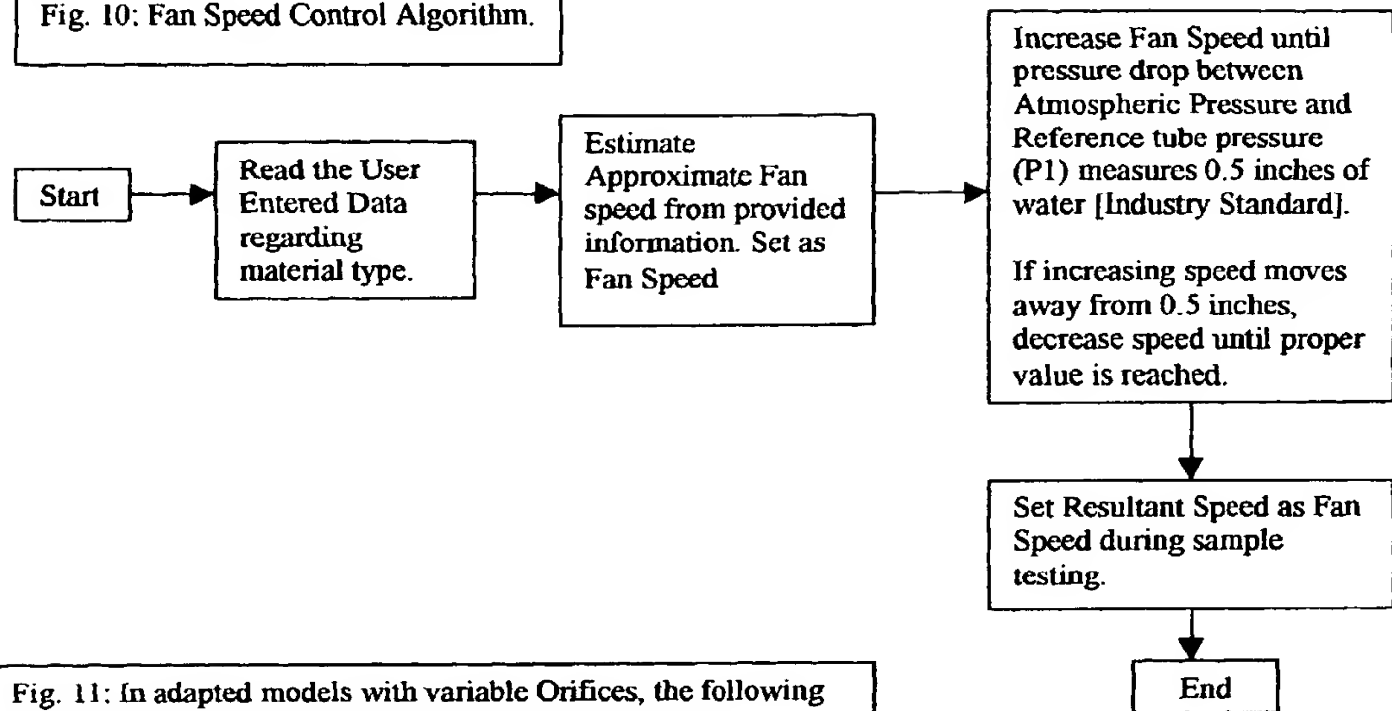 Fig. 10: Fan Speed Control Algorithm.
Start
Read the User
Entered Data
regarding
material type.
Estimate
Approximate Fan
speed from provided
information. Set as
Fan Speed
Increase Fan Speed until
pressure drop between
Atmospheric Pressure and
Reference tube pressure
(P1) measures 0.5 inches of
water [Industry Standard].
If increasing speed moves
away from 0.5 inches,
decrease speed until proper
value is reached.
Set Resultant Speed as Fan
Speed during sample
testing.
End
Fig. 11: In adapted models with variable Orifices, the following